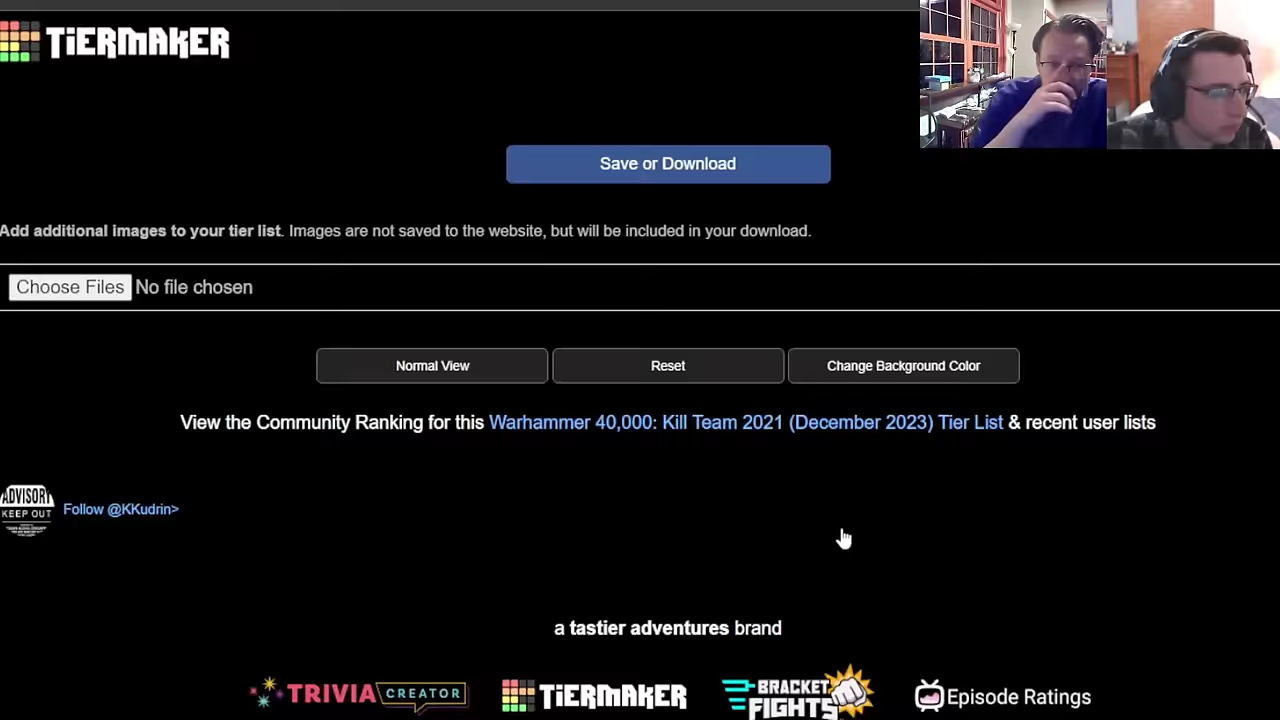 TiERMAKER
Save or Download
Add additional images to your tier list. Images are not saved to the website, but will be included in your download.
Choose Files No file chosen
Normal View Reset Change Background Color
View the Community Ranking for this Warhammer 40,000: Kill Team 2021 (December 2023) Tier List & recent user lists
ADVISORY
KEEP OUT
Follow @KKudrin>
a tastier adventures brand
TRIVIA CREATOR TiERMAKER BRACKET FIGHTS Episode Ratings